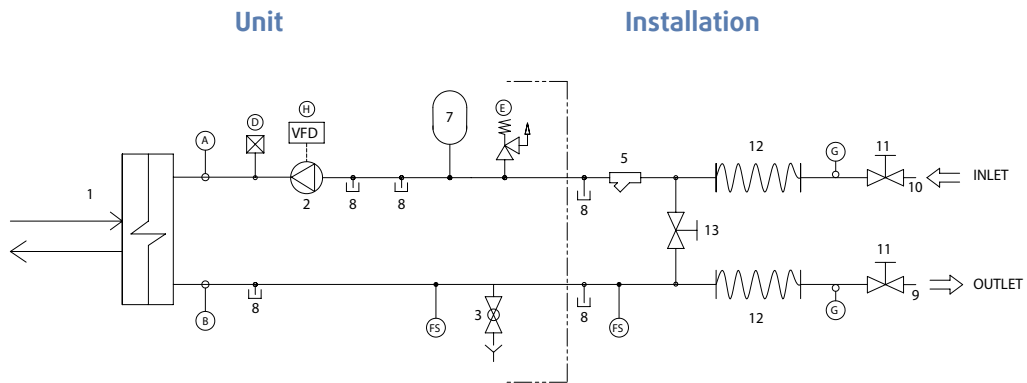 Unit Installation
H
D VFD 7 E
A 5 12 G 11
1 2 8 8 8 10 INLET
13 11
B 8 FS 3 8 FS 12 G 9 OUTLET